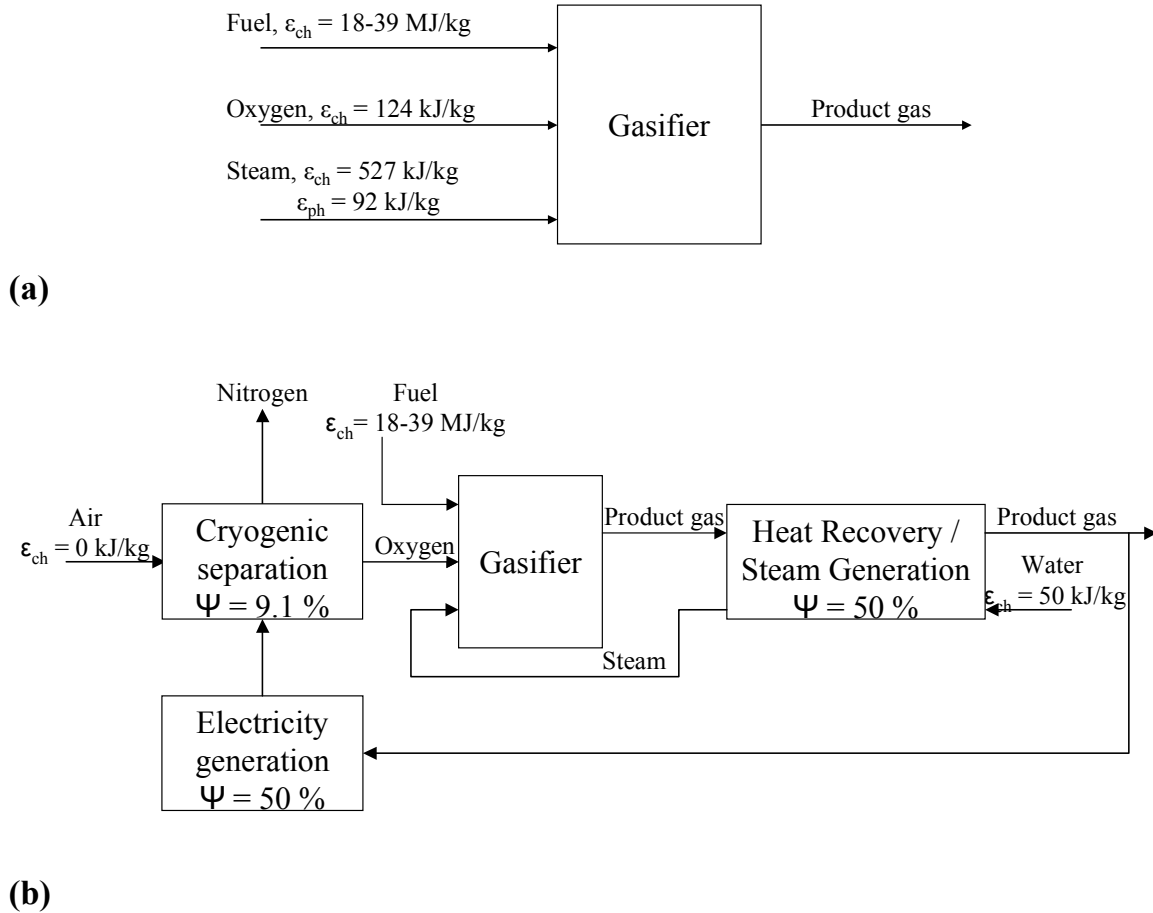 Fuel, εch = 18-39 MJ/kg
Oxygen, εch = 124 kJ/kg
Steam, εch = 527 kJ/kg
εph = 92 kJ/kg
Gasifier
Product gas
(a)
Nitrogen
Fuel
εch= 18-39 MJ/kg
Air
εch = 0 kJ/kg
Cryogenic
separation
Ψ = 9.1 %
Oxygen
Gasifier
Product gas
Heat Recovery /
Steam Generation
Ψ = 50 %
Product gas
Water
εch = 50 kJ/kg
Steam
Electricity
generation
Ψ = 50 %
(b)